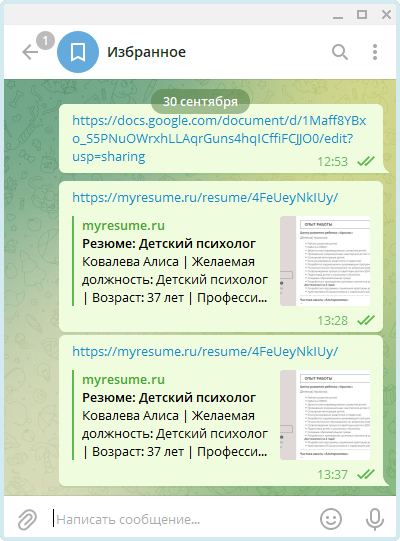 1
Избранное
30 сентября
https://docs.google.com/document/d/1Maff8YBx
o_S5PNuOWrxhLLAqrGuns4hqICffiFCJJO0/edit?
usp=sharing
12:53
https://myresume.ru/resume/4FeUeyNkIUy/
myresume.ru
Резюме: Детский психолог
Ковалева Алиса | Желаемая
должность: Детский психолог
| Возраст: 37 лет | Професси...
ОПЫТ РАБОТЫ
13:28
https://myresume.ru/resume/4FeUeyNkIUy/
myresume.ru
Резюме: Детский психолог
Ковалева Алиса | Желаемая
должность: Детский психолог
| Возраст: 37 лет | Професси...
ОПЫТ РАБОТЫ
13:37
Написать сообщение...